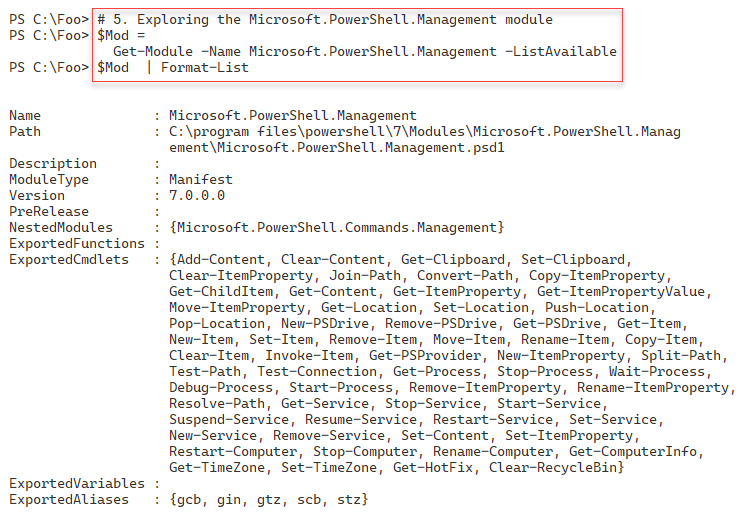 PS C:\Foo> # 5. Exploring the Microsoft.PowerShell.Management module
PS C:\Foo> $Mod =
Get-Module -Name Microsoft.PowerShell.Management -ListAvailable
PS C:\Foo> $Mod | Format-List
Name : Microsoft.PowerShell.Management
Path : C:\program files\powershell\7\Modules\Microsoft.PowerShell.Manag
ement\Microsoft.PowerShell.Management.psd1
Description :
ModuleType : Manifest
Version : 7.0.0.0
PreRelease :
NestedModules : {Microsoft.PowerShell.Commands.Management}
ExportedFunctions :
ExportedCmdlets : {Add-Content, Clear-Content, Get-Clipboard, Set-Clipboard,
Clear-ItemProperty, Join-Path, Convert-Path, Copy-ItemProperty,
Get-ChildItem, Get-Content, Get-ItemProperty, Get-ItemPropertyValue,
Move-ItemProperty, Get-Location, Set-Location, Push-Location,
Pop-Location, New-PSDrive, Remove-PSDrive, Get-PSDrive, Get-Item,
New-Item, Set-Item, Remove-Item, Move-Item, Rename-Item, Copy-Item,
Clear-Item, Invoke-Item, Get-PSProvider, New-ItemProperty, Split-Path,
Test-Path, Test-Connection, Get-Process, Stop-Process, Wait-Process,
Debug-Process, Start-Process, Remove-ItemProperty, Rename-ItemProperty,
Resolve-Path, Get-Service, Stop-Service, Start-Service,
Suspend-Service, Resume-Service, Restart-Service, Set-Service,
New-Service, Remove-Service, Set-Content, Set-ItemProperty,
Restart-Computer, Stop-Computer, Rename-Computer, Get-ComputerInfo,
Get-TimeZone, Set-TimeZone, Get-HotFix, Clear-RecycleBin}
ExportedVariables :
ExportedAliases : {gcb, gin, gtz, scb, stz}